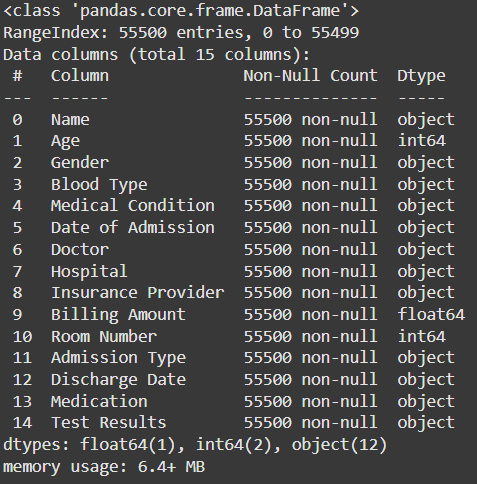 <class 'pandas.core.frame.DataFrame'>
RangeIndex: 55500 entries, 0 to 55499
Data columns (total 15 columns):
 #   Column              Non-Null Count  Dtype
---  ------              --------------  -----
 0   Name                55500 non-null  object
 1   Age                 55500 non-null  int64
 2   Gender              55500 non-null  object
 3   Blood Type          55500 non-null  object
 4   Medical Condition   55500 non-null  object
 5   Date of Admission   55500 non-null  object
 6   Doctor              55500 non-null  object
 7   Hospital            55500 non-null  object
 8   Insurance Provider  55500 non-null  object
 9   Billing Amount      55500 non-null  float64
 10  Room Number         55500 non-null  int64
 11  Admission Type      55500 non-null  object
 12  Discharge Date      55500 non-null  object
 13  Medication          55500 non-null  object
 14  Test Results        55500 non-null  object
dtypes: float64(1), int64(2), object(12)
memory usage: 6.4+ MB